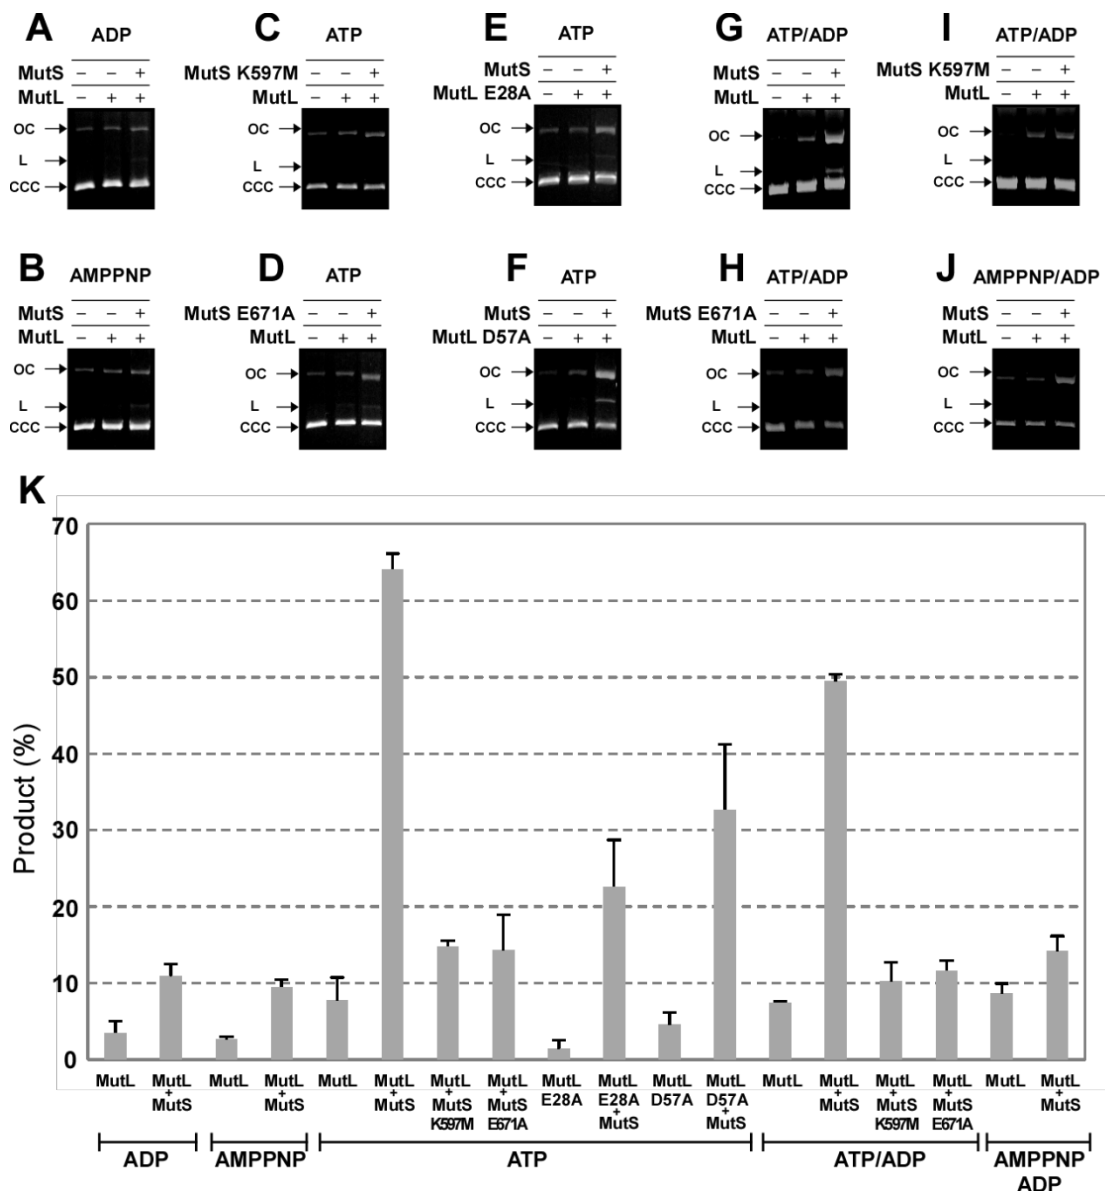 A C E G I
ADP ATP ATP ATP/ADP ATP/ADP
MutS – – + MutS K597M – – + MutS – – + MutS – – + MutS K597M – – +
MutL – + + MutL – + + MutL E28A – + + MutL – + + MutL – + +
OC OC OC OC OC
L L L L L
CCC CCC CCC CCC CCC
B D F H J
AMPPNP ATP ATP ATP/ADP AMPPNP/ADP
MutS – – + MutS E671A – – + MutS – – + MutS E671A – – + MutS – – +
MutL – + + MutL – + + MutL D57A – + + MutL – + + MutL – + +
OC OC OC OC OC
L L L L L
CCC CCC CCC CCC CCC
K
Product (%)
70
60
50
40
30
20
10
0
MutL MutL MutL MutL MutL MutL MutL MutL MutL MutL MutL MutL MutL MutL MutL MutL MutL MutL
+ + + + + E28A E28A D57A D57A + + + +
MutS MutS MutS MutS MutS + + MutS MutS MutS MutS
K597M E671A MutS MutS K597M E671A
ADP AMPPNP ATP ATP/ADP AMPPNP
ADP